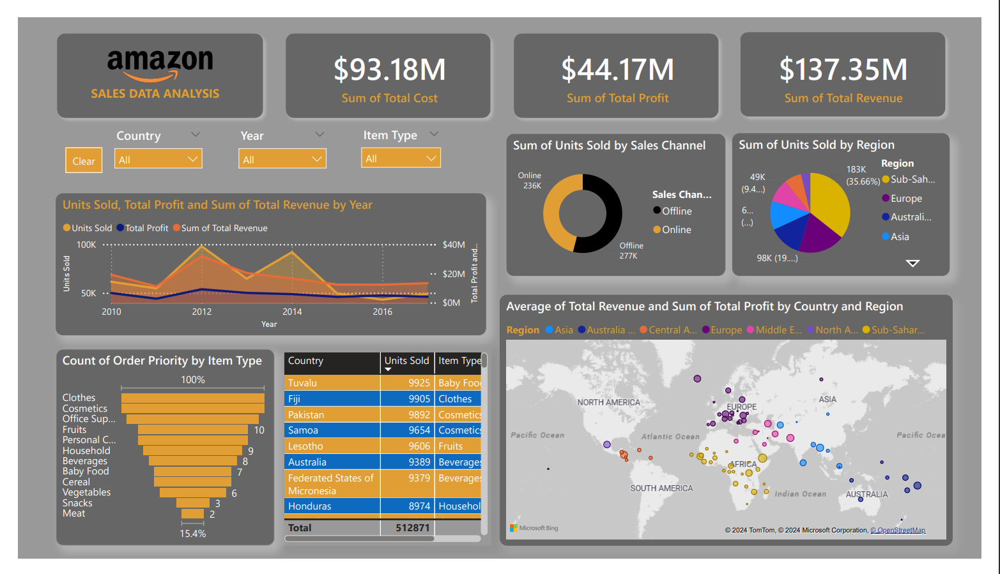 amazon
SALES DATA ANALYSIS
$93.18M
Sum of Total Cost
$44.17M
Sum of Total Profit
$137.35M
Sum of Total Revenue
Clear
Country
All
Year
All
Item Type
All
Units Sold, Total Profit and Sum of Total Revenue by Year
Units Sold Total Profit Sum of Total Revenue
100K
50K
Units Sold
$40M
$20M
$0M
Total Profit and...
2010 2012 2014 2016
Year
Sum of Units Sold by Sales Channel
Online
236K
Offline
277K
Sales Chan...
Offline
Online
Sum of Units Sold by Region
183K
(35.66%)
49K
(9.4...)
6...
(...)
98K (19....)
Region
Sub-Sah...
Europe
Australi...
Asia
Count of Order Priority by Item Type
100%
Clothes
Cosmetics
Office Sup...
Fruits 10
Personal C...
Household 9
Beverages 8
Baby Food 7
Cereal
Vegetables 6
Snacks 3
Meat 2
15.4%
Country Units Sold Item Type
Tuvalu 9925 Baby Foo
Fiji 9905 Clothes
Pakistan 9892 Cosmetics
Samoa 9654 Cosmetics
Lesotho 9606 Fruits
Australia 9389 Beverages
Federated States of 9379 Beverages
Micronesia
Honduras 8974 Househol
Total 512871
Average of Total Revenue and Sum of Total Profit by Country and Region
Region Asia Australia ... Central A... Europe Middle E... North A... Sub-Sahar...
NORTH AMERICA
EUROPE
ASIA
Pacific Ocean
Atlantic Ocean
Pacific Ocea
AFRICA
SOUTH AMERICA
Indian Ocean
AUSTRALIA
Microsoft Bing
© 2024 TomTom, © 2024 Microsoft Corporation, © OpenStreetMap